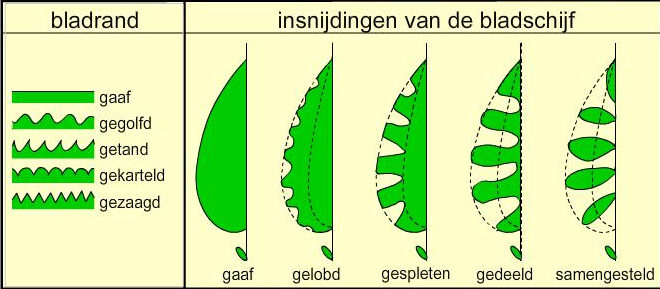 bladrand
insnijdingen van de bladschijf
gaaf
gegolfd
getand
gekarteld
gezaagd
gaaf gelobd gespleten gedeeld samengesteld